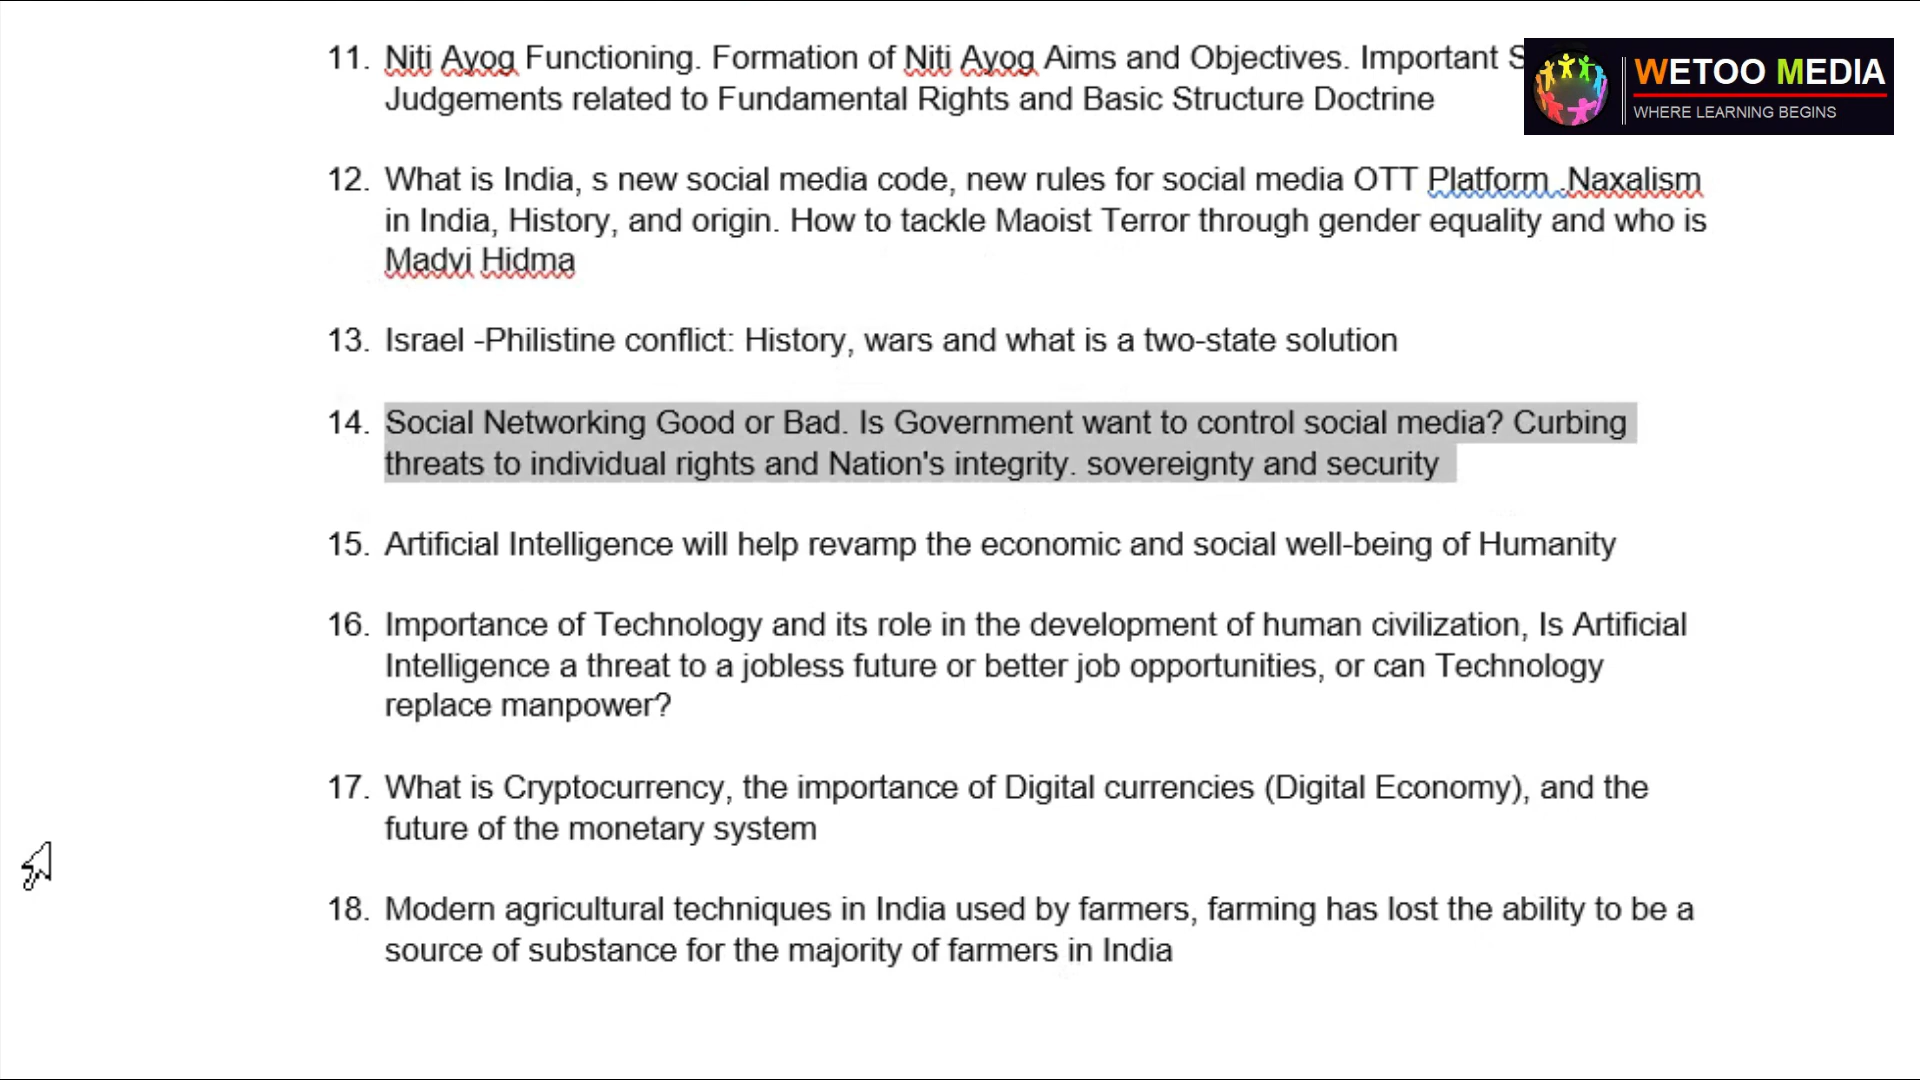 11. Niti Ayog Functioning. Formation of Niti Ayog Aims and Objectives. Important
Judgements related to Fundamental Rights and Basic Structure Doctrine
WETOO MEDIA
WHERE LEARNING BEGINS
12. What is India, s new social media code, new rules for social media OTT Platform .Naxalism
in India, History, and origin. How to tackle Maoist Terror through gender equality and who is
Madvi Hidma
13. Israel -Philistine conflict: History, wars and what is a two-state solution
14. Social Networking Good or Bad. Is Government want to control social media? Curbing
threats to individual rights and Nation's integrity. sovereignty and security
15. Artificial Intelligence will help revamp the economic and social well-being of Humanity
16. Importance of Technology and its role in the development of human civilization, Is Artificial
Intelligence a threat to a jobless future or better job opportunities, or can Technology
replace manpower?
17. What is Cryptocurrency, the importance of Digital currencies (Digital Economy), and the
future of the monetary system
18. Modern agricultural techniques in India used by farmers, farming has lost the ability to be a
source of substance for the majority of farmers in India